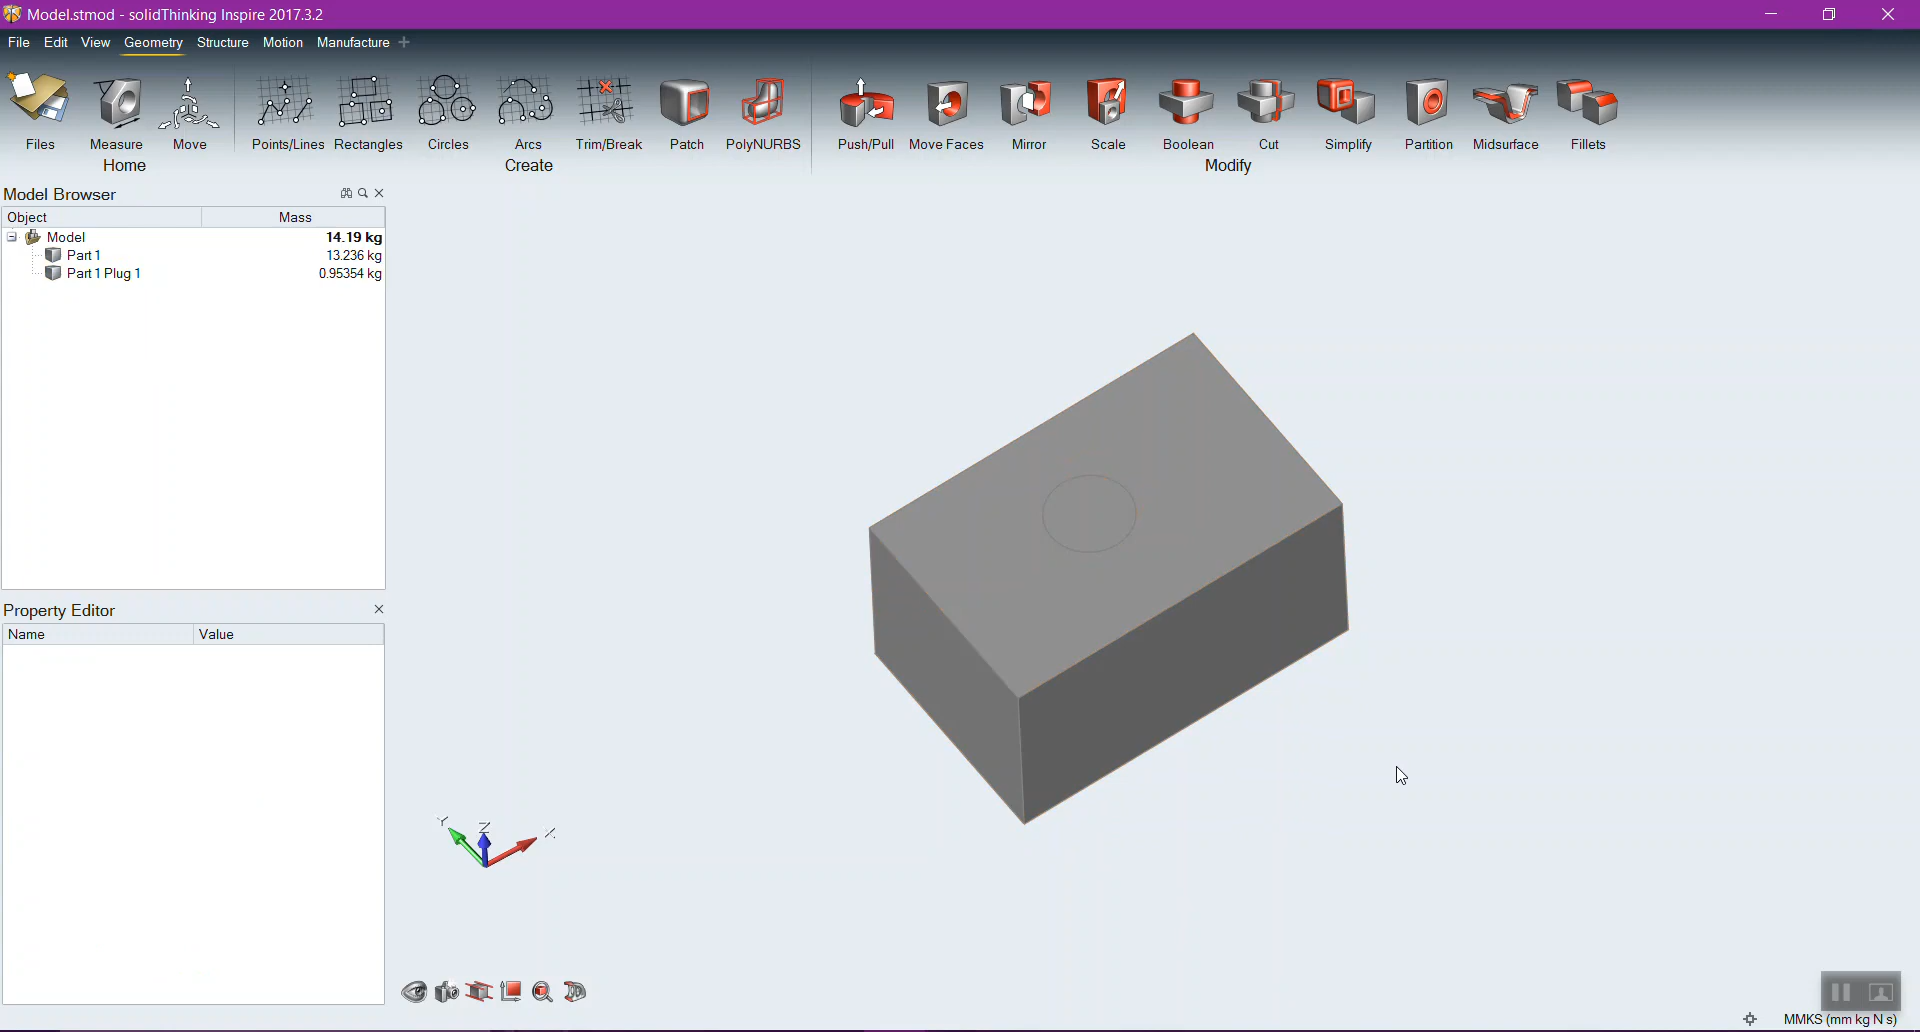 Model.stmod - solidThinking Inspire 2017.3.2
File Edit View Geometry Structure Motion Manufacture
Files Measure Move Points/Lines Rectangles Circles Arcs Trim/Break Patch PolyNURBS Push/Pull Move Faces Mirror Scale Boolean Cut Simplify Partition Midsurface Fillets
Home Create Modify
Model Browser
Object Mass
Model 14.19 kg
Part 1 13.236 kg
Part 1 Plug 1 0.95354 kg
Property Editor
Name Value
Y Z X
MMKS (mm kg N s)